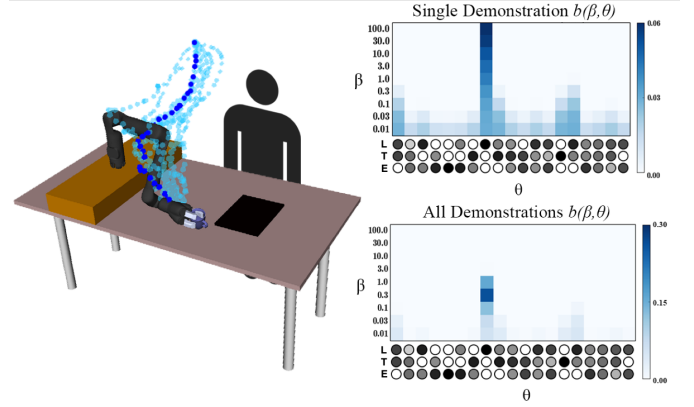 Single Demonstration b(β,θ)
100.0
30.0
10.0
3.0
1.0
0.3
0.1
0.03
0.01
β
0.06
0.03
0.00
L
T
E
θ
All Demonstrations b(β,θ)
100.0
30.0
10.0
3.0
1.0
0.3
0.1
0.03
0.01
β
0.30
0.15
0.00
L
T
E
θ